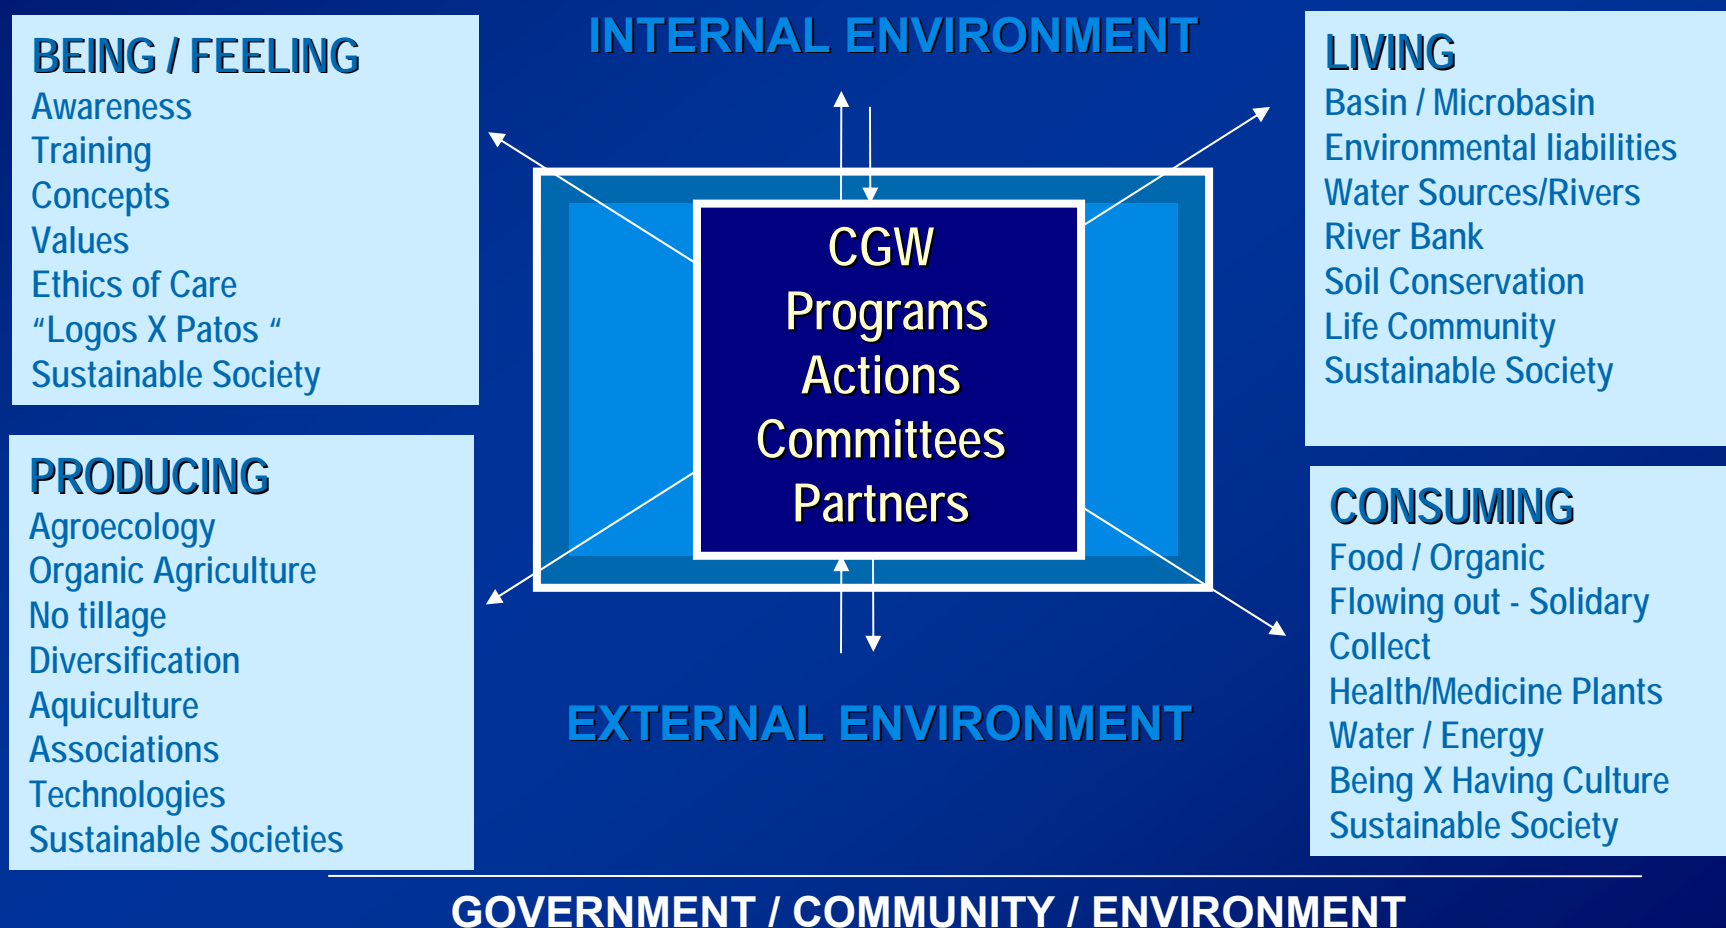 BEING / FEELING
Awareness
Training
Concepts
Values
Ethics of Care
“Logos X Patos “
Sustainable Society
INTERNAL ENVIRONMENT
LIVING
Basin / Microbasin
Environmental liabilities
Water Sources/Rivers
River Bank
Soil Conservation
Life Community
Sustainable Society
CGW
Programs
Actions
Committees
Partners
PRODUCING
Agroecology
Organic Agriculture
No tillage
Diversification
Aquiculture
Associations
Technologies
Sustainable Societies
EXTERNAL ENVIRONMENT
CONSUMING
Food / Organic
Flowing out - Solidary
Collect
Health/Medicine Plants
Water / Energy
Being X Having Culture
Sustainable Society
GOVERNMENT / COMMUNITY / ENVIRONMENT